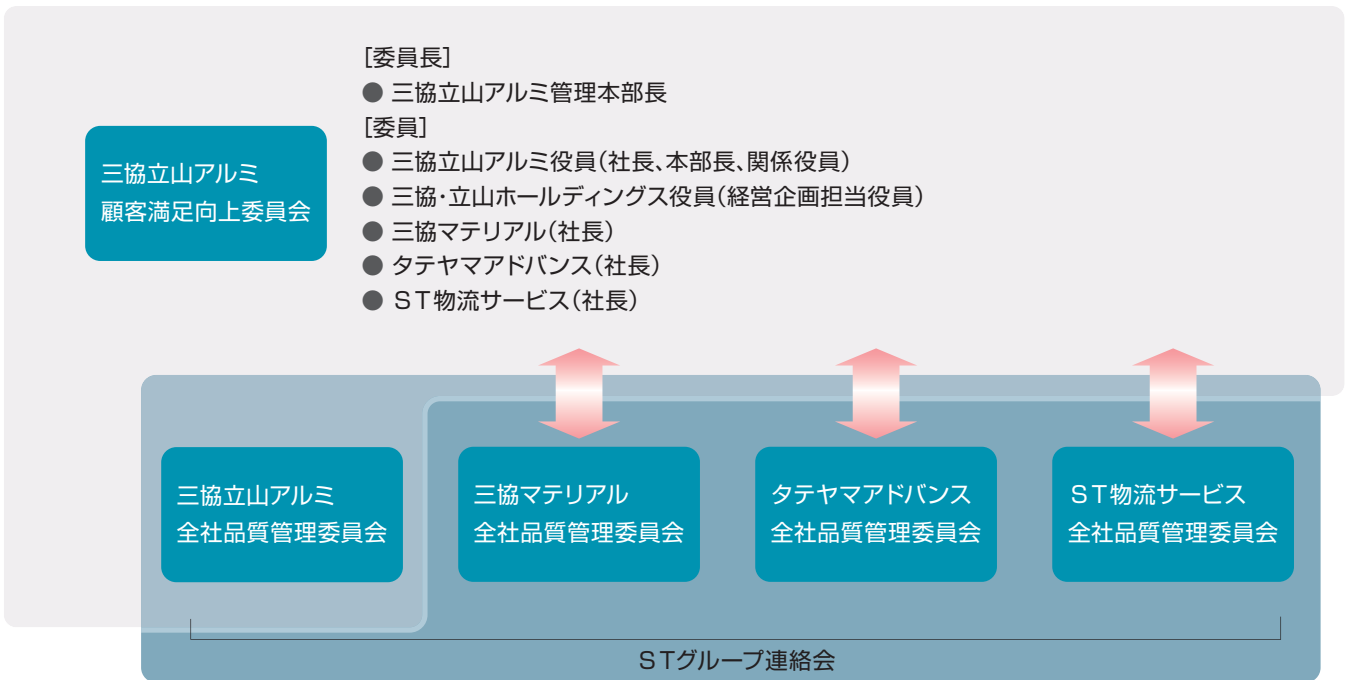 [委員長]
● 三協立山アルミ管理本部長
[委員]
● 三協立山アルミ役員(社長、本部長、関係役員)
● 三協・立山ホールディングス役員(経営企画担当役員)
● 三協マテリアル(社長)
● タテヤマアドバンス(社長)
● ST物流サービス(社長)
三協立山アルミ
顧客満足向上委員会
三協立山アルミ
全社品質管理委員会
三協マテリアル
全社品質管理委員会
タテヤマアドバンス
全社品質管理委員会
ST物流サービス
全社品質管理委員会
STグループ連絡会